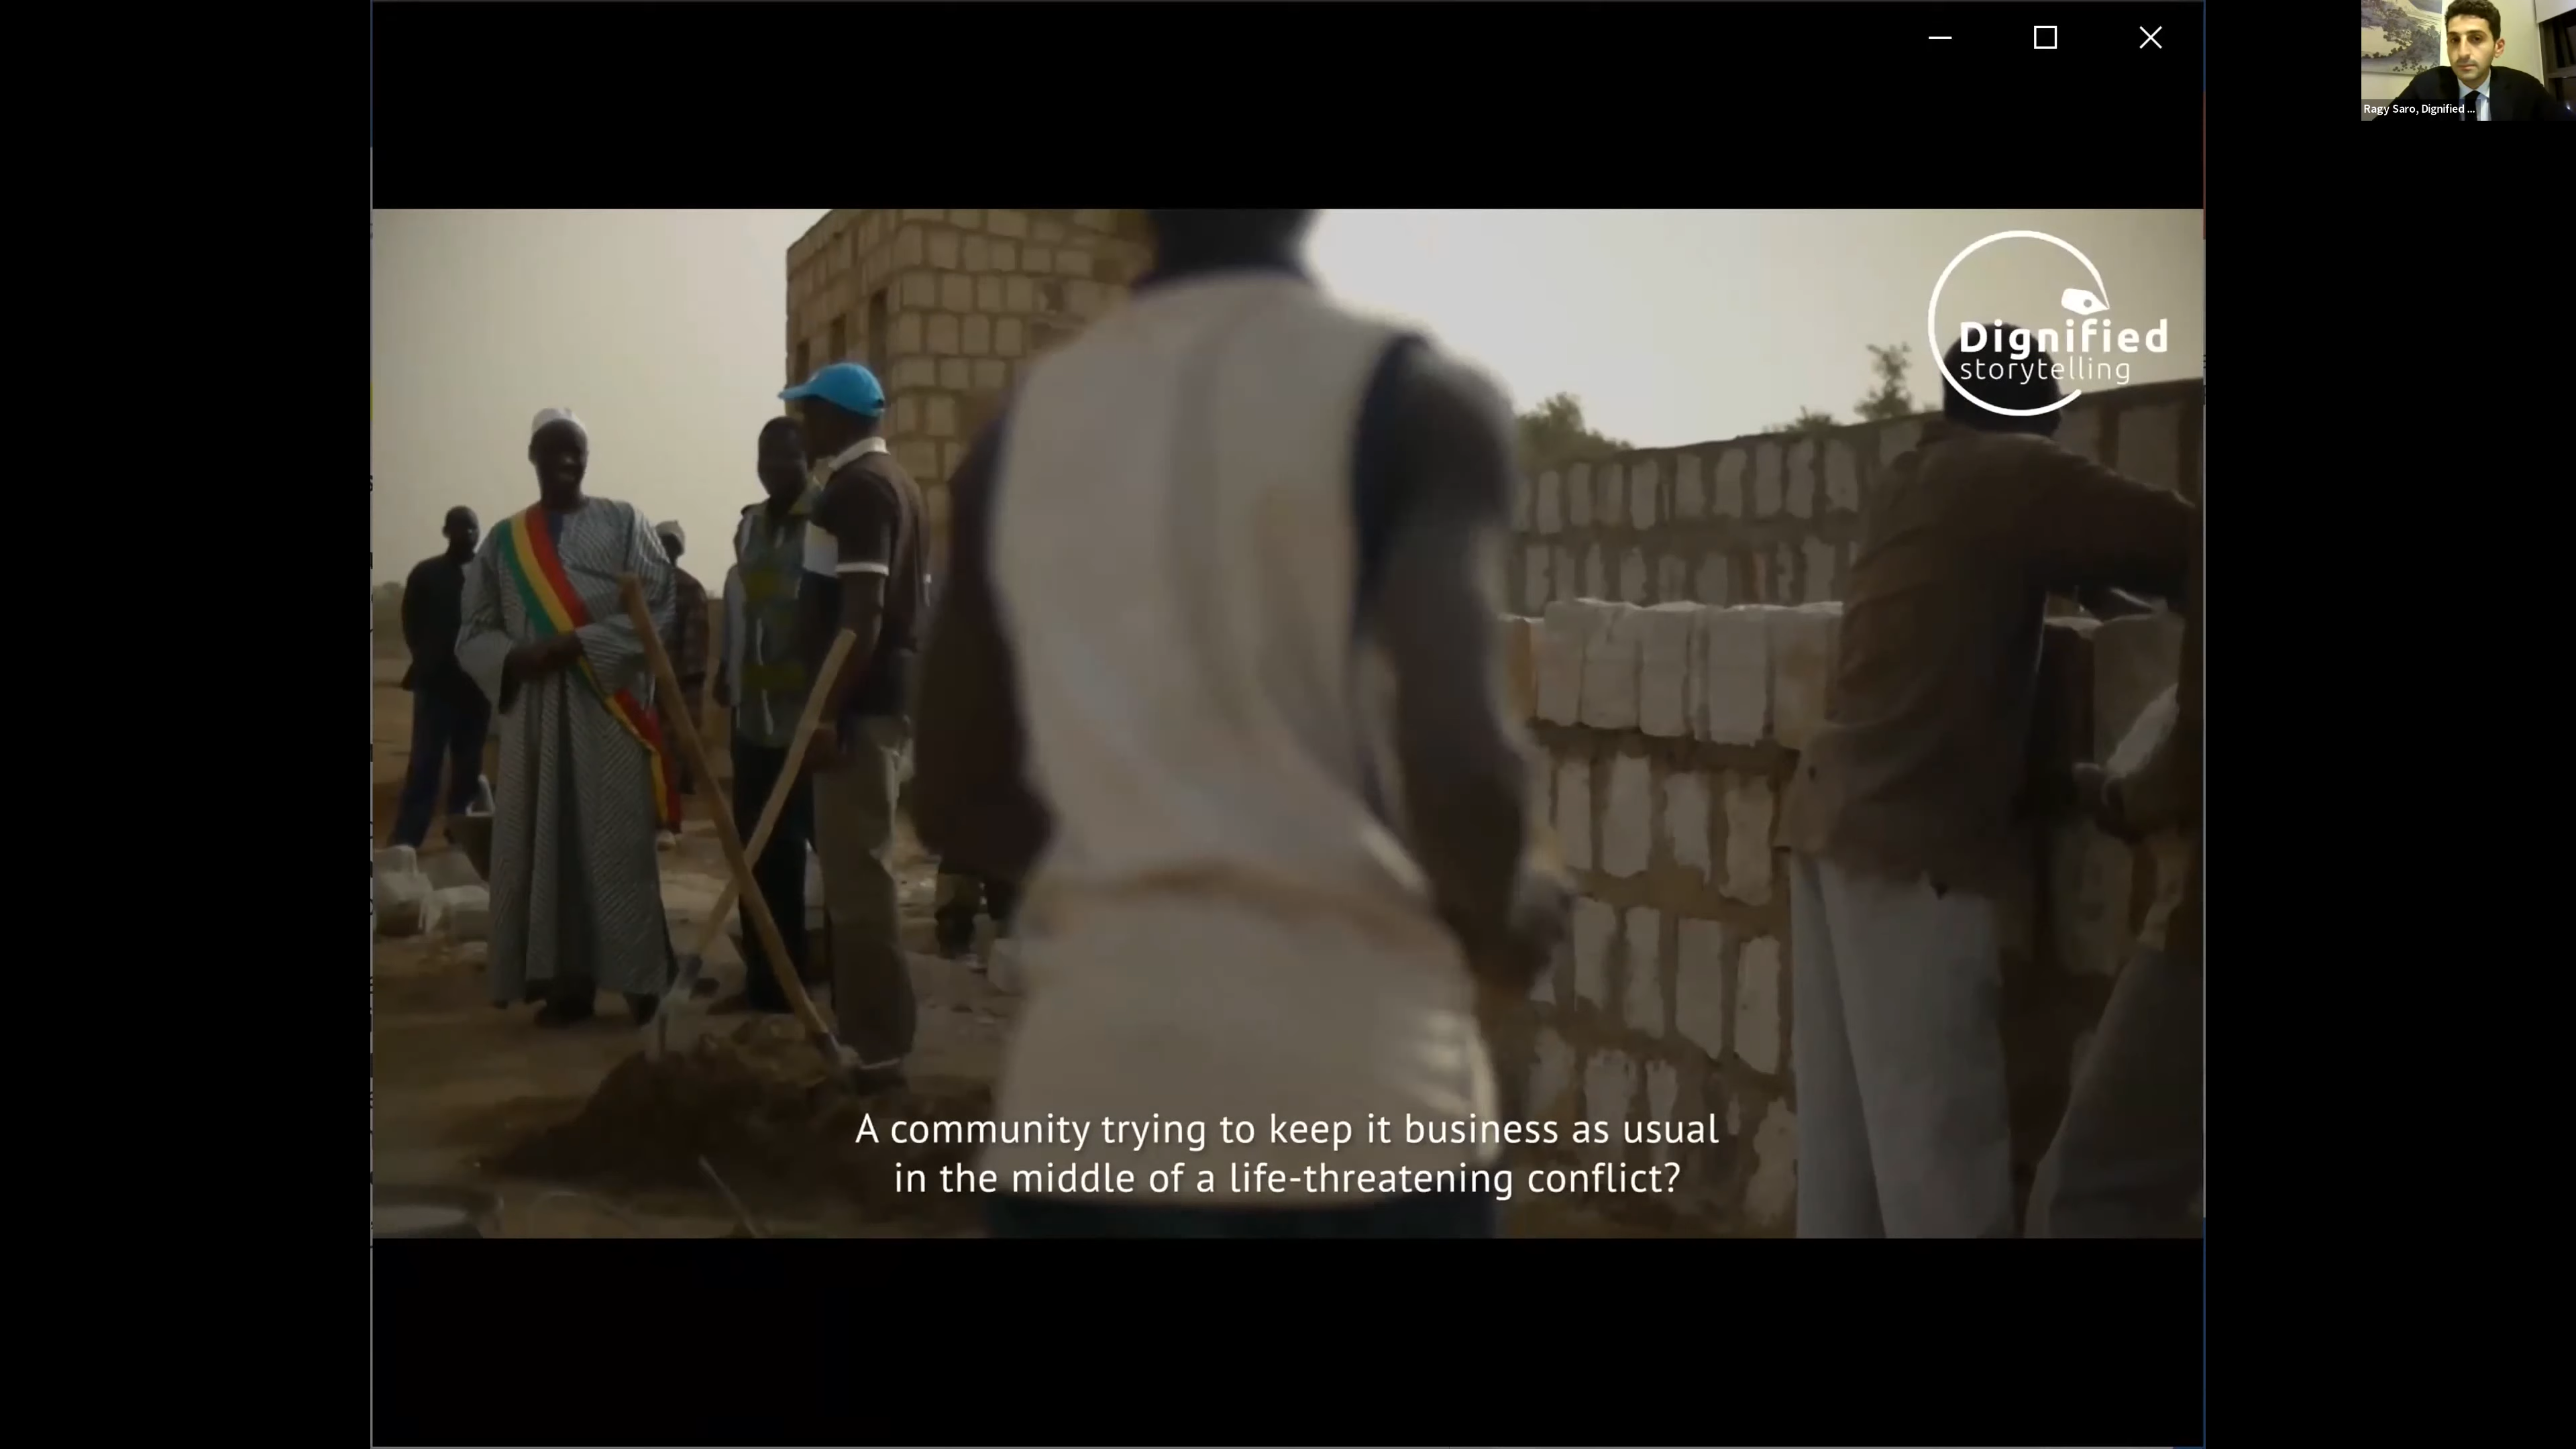 Ragy Saro, Dignified ...
Dignified
storytelling
A community trying to keep it business as usual
in the middle of a life-threatening conflict?